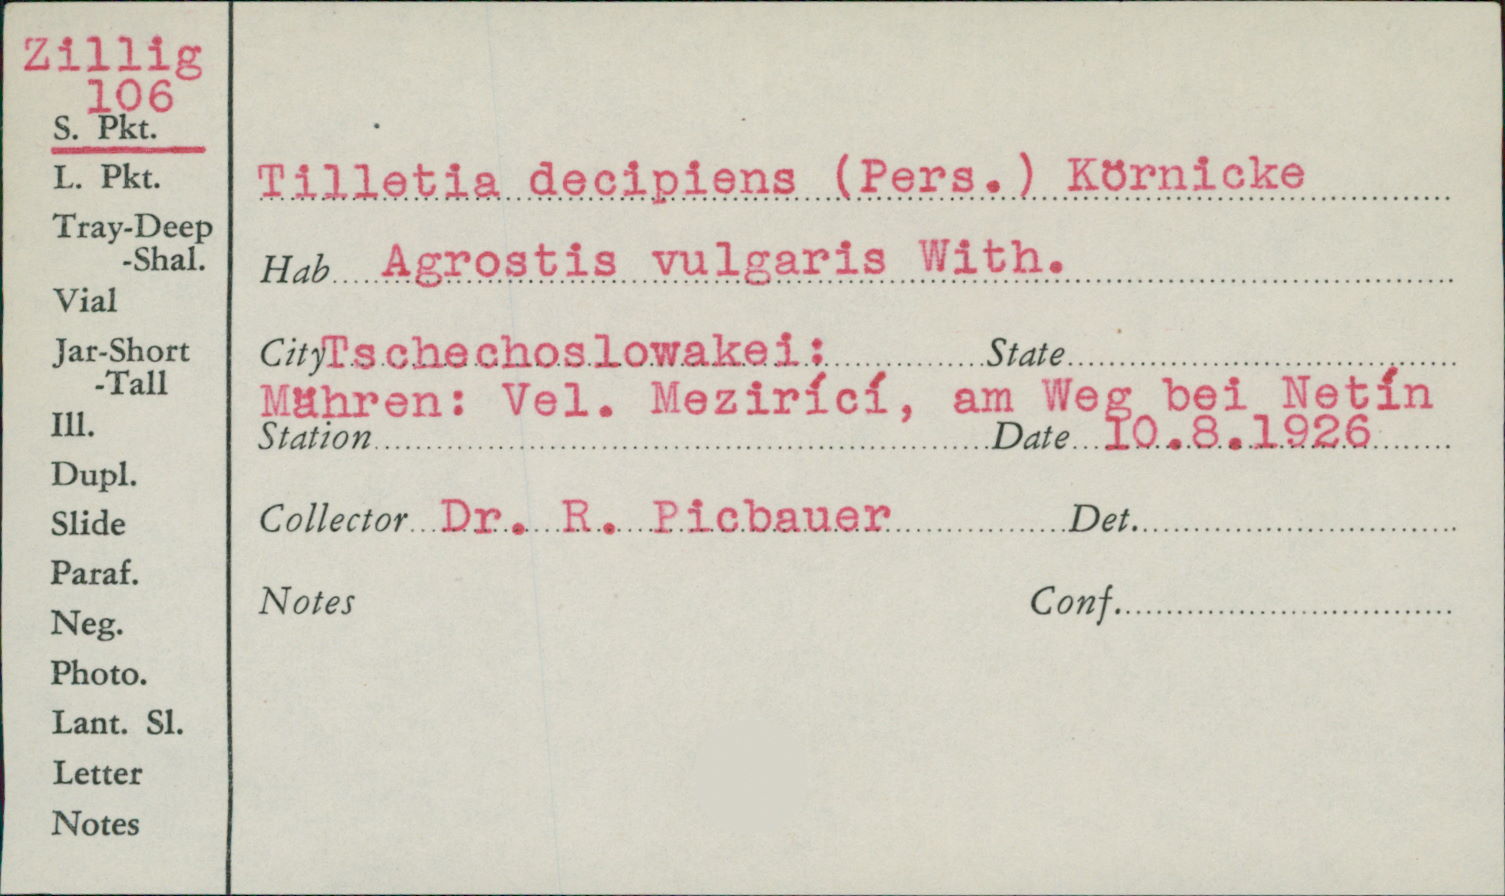 Zillig
106
S. Pkt.
L. Pkt.
Tray-Deep
-Shal.
Vial
Jar-Short
-Tall
Ill.
Dupl.
Slide
Paraf.
Neg.
Photo.
Lant. Sl.
Letter
Notes
Tilletia decipiens (Pers.) Körnicke
Hab Agrostis vulgaris With.
City Tschechoslowakei: State
Mähren: Vel. Mezirící, am Weg bei Netín
Station Date 10.8.1926
Collector Dr. R. Picbauer Det.
Notes Conf.